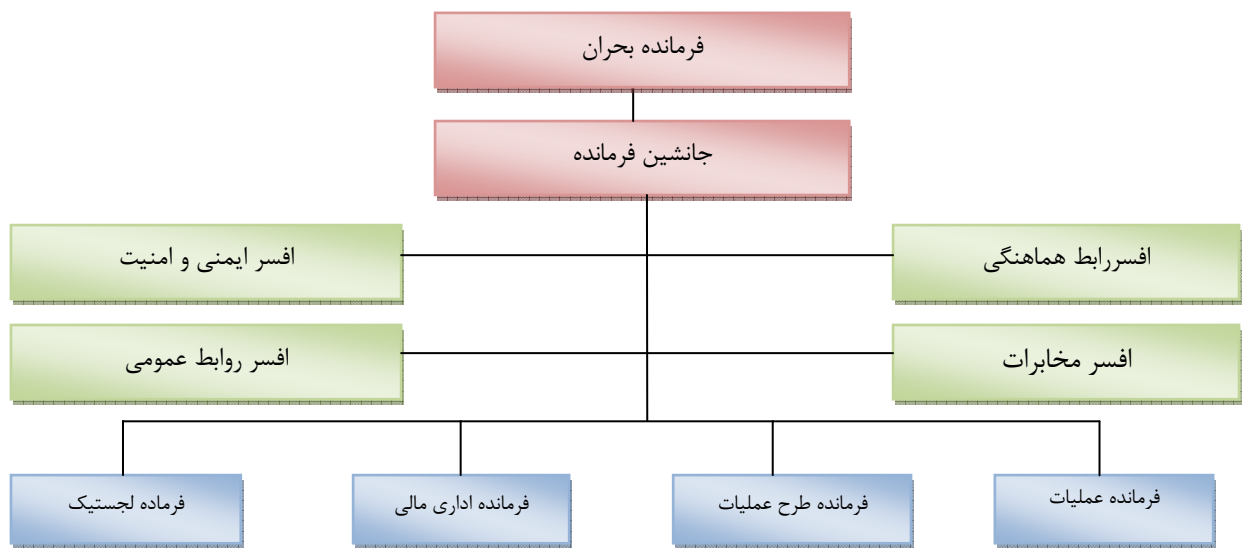 فرمانده بحران
جانشین فرمانده
افسررابط هماهنگی
افسر ایمنی و امنیت
افسر مخابرات
افسر روابط عمومی
فرمانده عملیات
فرمانده طرح عملیات
فرمانده اداری مالی
فرماده لجستیک